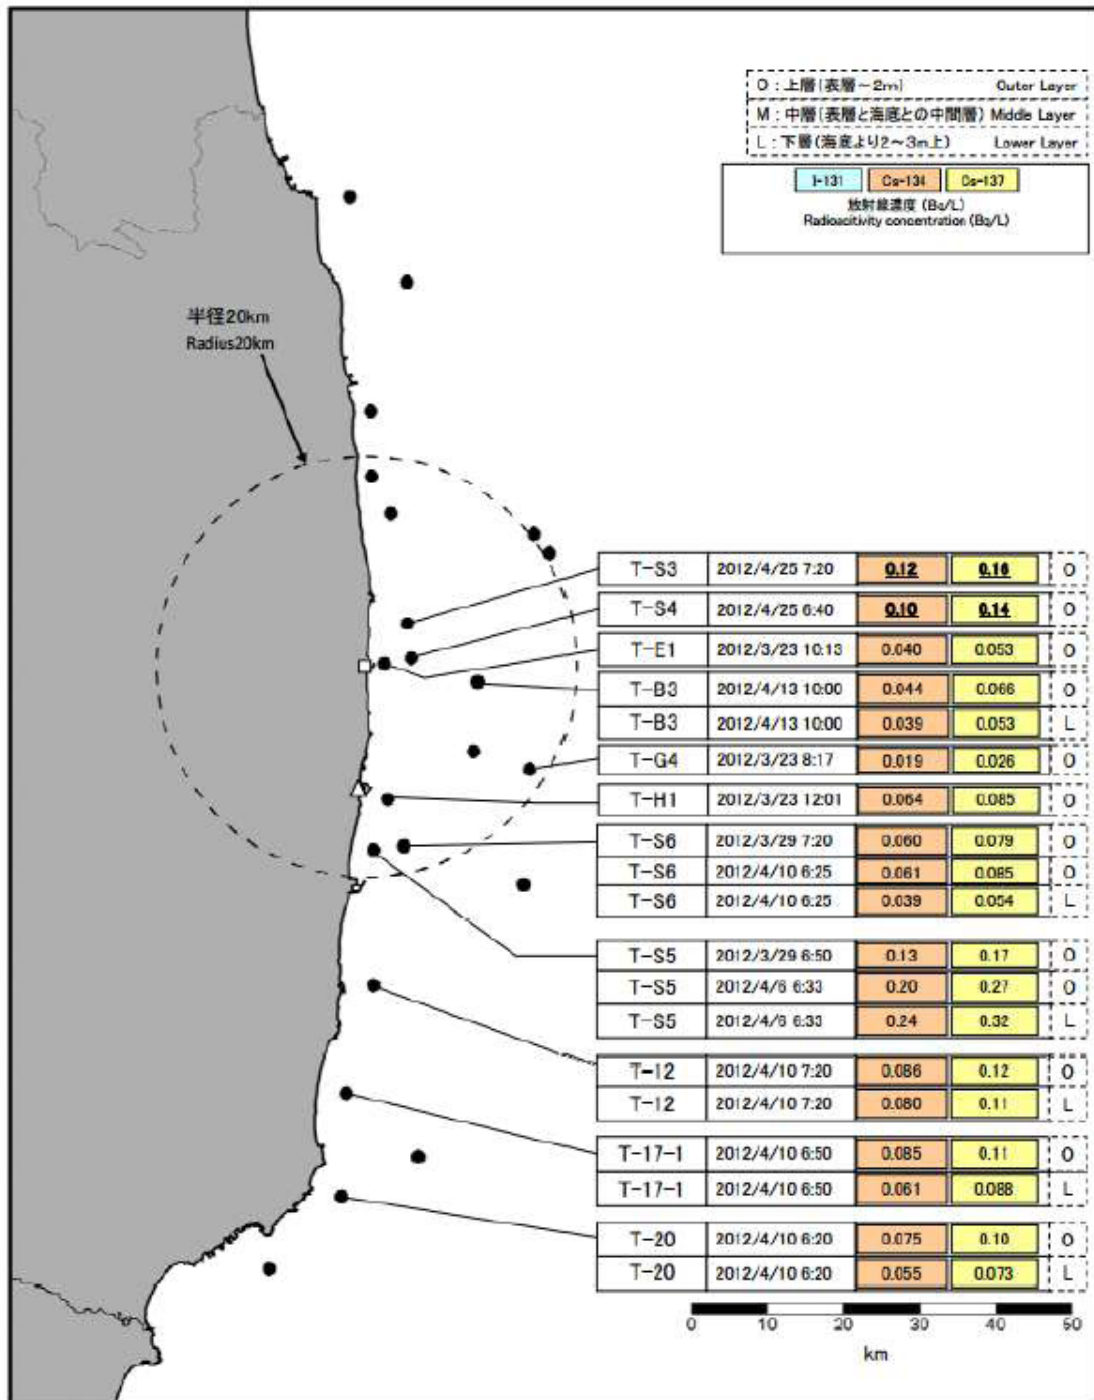 O : 上層(表層～2m) Outer Layer
M : 中層(表層と海底との中間層) Middle Layer
L : 下層(海底より2～3m上) Lower Layer
I-131 Cs-134 Cs-137
放射線濃度 (Bq/L)
Radioacitivity concentration (Bq/L)
半径20km
Radius20km
T-S3 2012/4/25 7:20 0.12 0.16 O
T-S4 2012/4/25 6:40 0.10 0.14 O
T-E1 2012/3/23 10:13 0.040 0.053 O
T-B3 2012/4/13 10:00 0.044 0.066 O
T-B3 2012/4/13 10:00 0.039 0.053 L
T-G4 2012/3/23 8:17 0.019 0.026 O
T-H1 2012/3/23 12:01 0.064 0.085 O
T-S6 2012/3/29 7:20 0.060 0.079 O
T-S6 2012/4/10 6:25 0.061 0.085 O
T-S6 2012/4/10 6:25 0.039 0.054 L
T-S5 2012/3/29 6:50 0.13 0.17 O
T-S5 2012/4/6 6:33 0.20 0.27 O
T-S5 2012/4/6 6:33 0.24 0.32 L
T-12 2012/4/10 7:20 0.086 0.12 O
T-12 2012/4/10 7:20 0.080 0.11 L
T-17-1 2012/4/10 6:50 0.085 0.11 O
T-17-1 2012/4/10 6:50 0.061 0.088 L
T-20 2012/4/10 6:20 0.075 0.10 O
T-20 2012/4/10 6:20 0.055 0.073 L
0 10 20 30 40 50
km